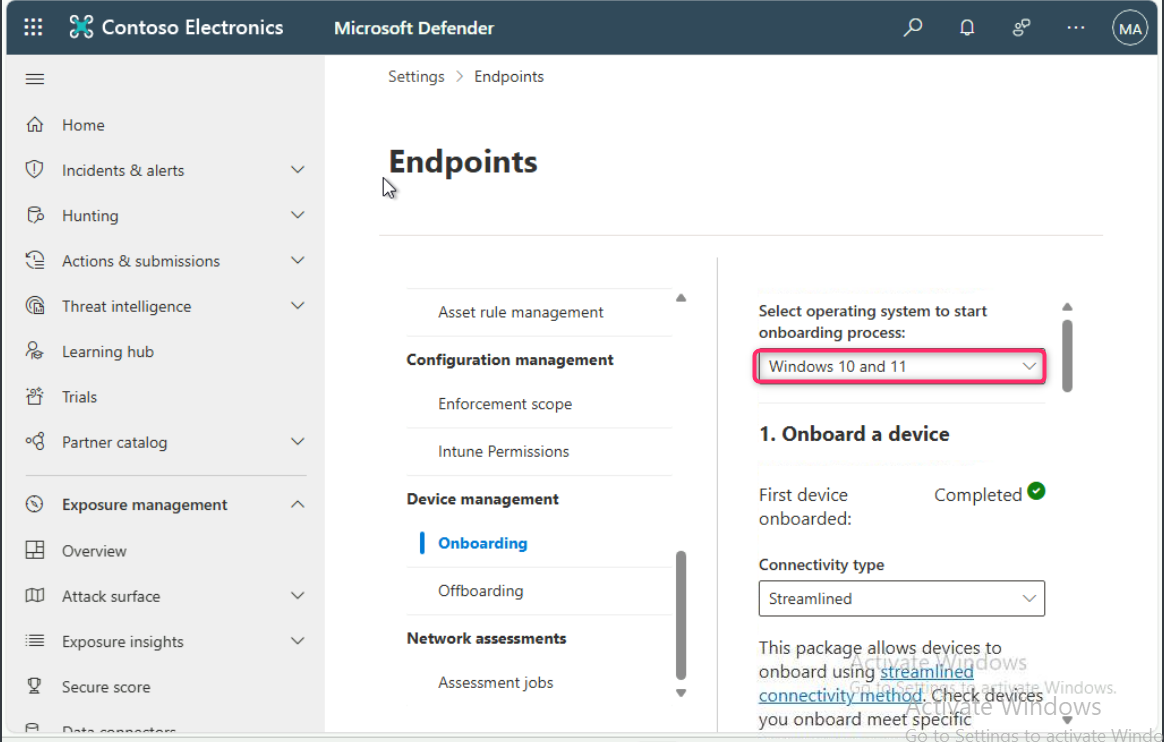 Contoso Electronics
Microsoft Defender
MA
Home
Incidents & alerts
Hunting
Actions & submissions
Threat intelligence
Learning hub
Trials
Partner catalog
Exposure management
Overview
Attack surface
Exposure insights
Secure score
Data connectors
Settings > Endpoints
Endpoints
Asset rule management
Configuration management
Enforcement scope
Intune Permissions
Device management
Onboarding
Offboarding
Network assessments
Assessment jobs
Select operating system to start
onboarding process:
Windows 10 and 11
1. Onboard a device
First device
onboarded:
Completed
Connectivity type
Streamlined
This package allows devices to
onboard using streamlined
connectivity method. Check devices
you onboard meet specific
Activate Windows
Go to Settings to activate Windows.
Activate Windows
Go to Settings to activate Windo